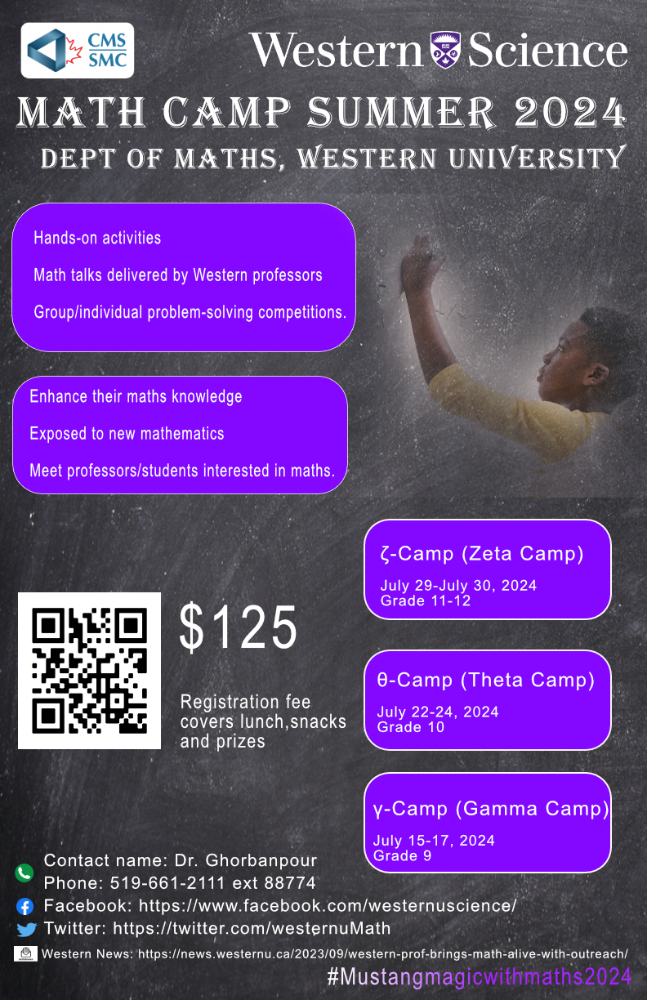 CMS
SMC
Western Science
MATH CAMP SUMMER 2024
DEPT OF MATHS, WESTERN UNIVERSITY
Hands-on activities
Math talks delivered by Western professors
Group/individual problem-solving competitions.
Enhance their maths knowledge
Exposed to new mathematics
Meet professors/students interested in maths.
ζ-Camp (Zeta Camp)
July 29-July 30, 2024
Grade 11-12
$125
Registration fee
covers lunch,snacks
and prizes
θ-Camp (Theta Camp)
July 22-24, 2024
Grade 10
γ-Camp (Gamma Camp)
July 15-17, 2024
Grade 9
Contact name: Dr. Ghorbanpour
Phone: 519-661-2111 ext 88774
Facebook: https://www.facebook.com/westernuscience/
Twitter: https://twitter.com/westernuMath
Western News: https://news.westernu.ca/2023/09/western-prof-brings-math-alive-with-outreach/
#Mustangmagicwithmaths2024